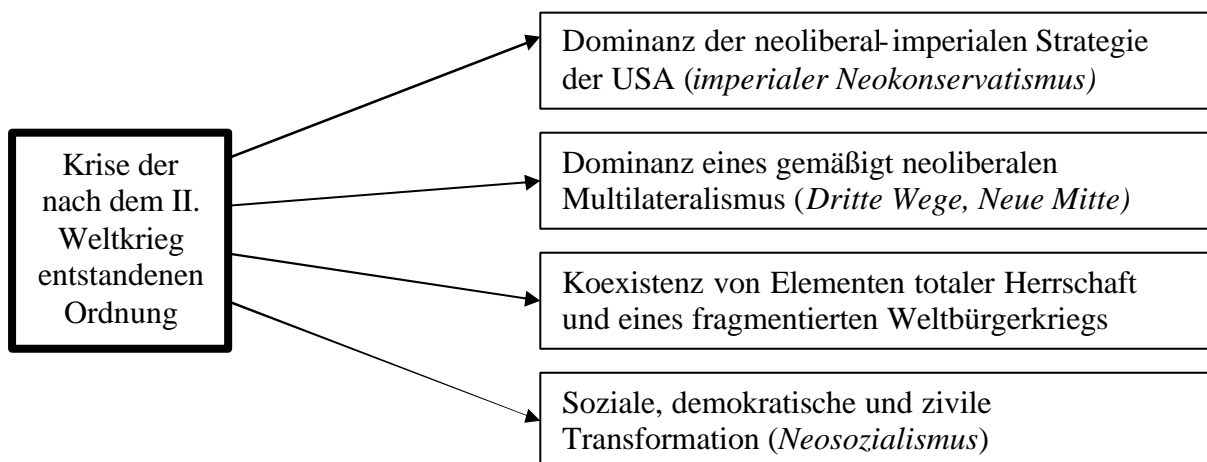 Krise der
nach dem II.
Weltkrieg
entstandenen
Ordnung
Dominanz der neoliberal-imperialen Strategie
der USA (imperialer Neokonservatismus)
Dominanz eines gemäßigt neoliberalen
Multilateralismus (Dritte Wege, Neue Mitte)
Koexistenz von Elementen totaler Herrschaft
und eines fragmentierten Weltbürgerkriegs
Soziale, demokratische und zivile
Transformation (Neosozialismus)